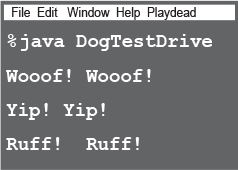 File Edit Window Help Playdead
%java DogTestDrive
Wooof! Wooof!
Yip! Yip!
Ruff!  Ruff!